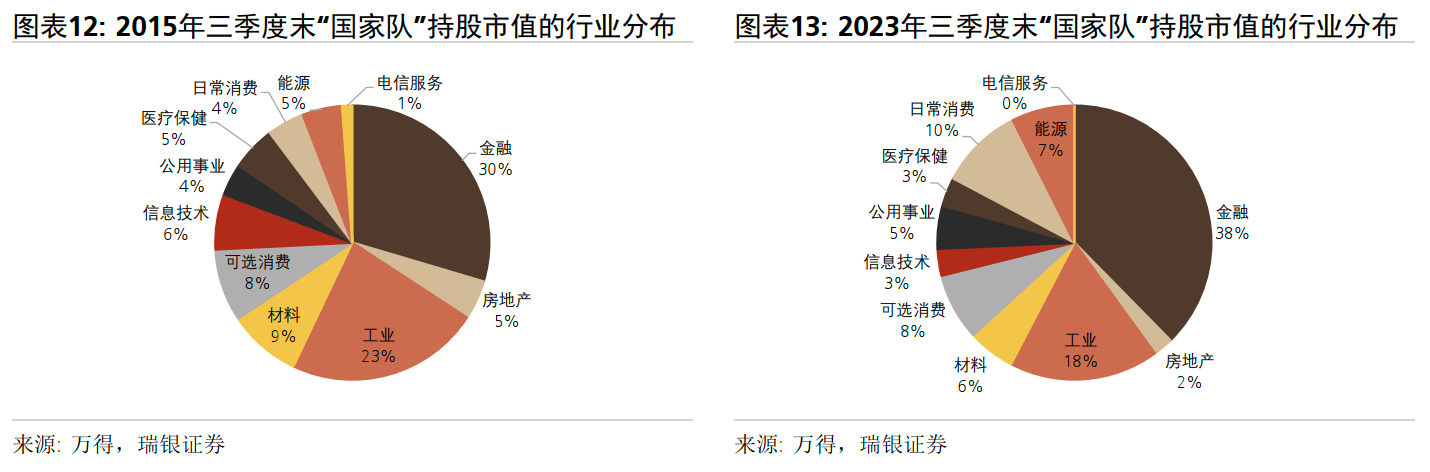 图表12: 2015年三季度末“国家队”持股市值的行业分布
电信服务
1%
金融
30%
房地产
5%
工业
23%
材料
9%
可选消费
8%
信息技术
6%
公用事业
4%
医疗保健
5%
日常消费
4%
能源
5%
来源: 万得，瑞银证券
图表13: 2023年三季度末“国家队”持股市值的行业分布
电信服务
0%
金融
38%
房地产
2%
工业
18%
材料
6%
可选消费
8%
信息技术
3%
公用事业
5%
医疗保健
3%
日常消费
10%
能源
7%
来源: 万得，瑞银证券